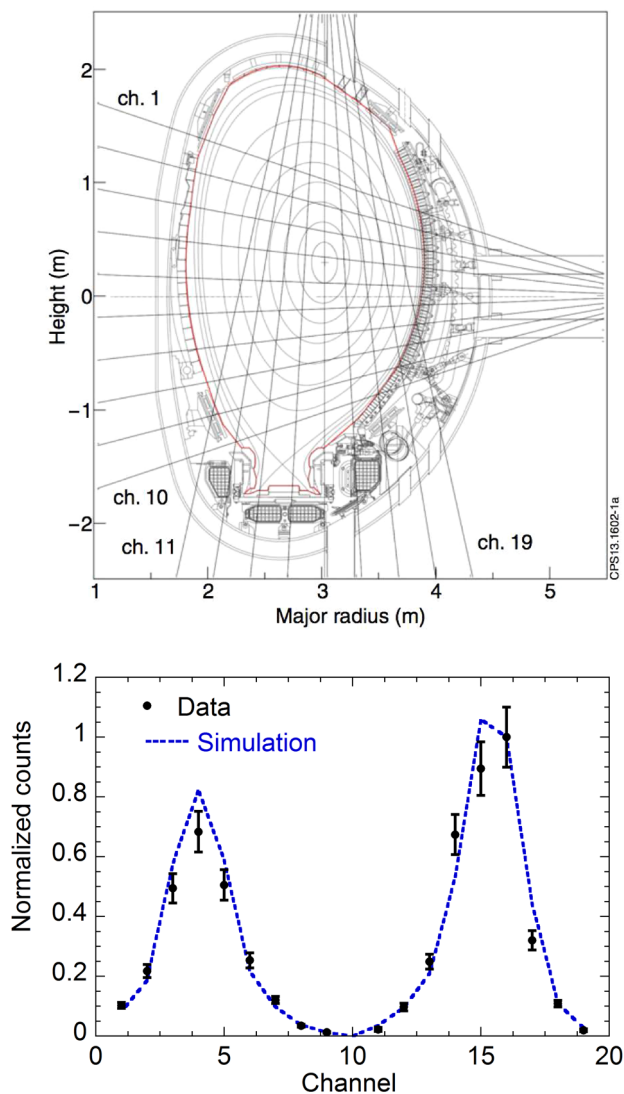 2
1
0
−1
−2
Height (m)
ch. 1
ch. 10
ch. 11
ch. 19
CPS13.1602-1a
1 2 3 4 5
Major radius (m)
1.2
1
0.8
0.6
0.4
0.2
0
Normalized counts
Data
Simulation
0 5 10 15 20
Channel